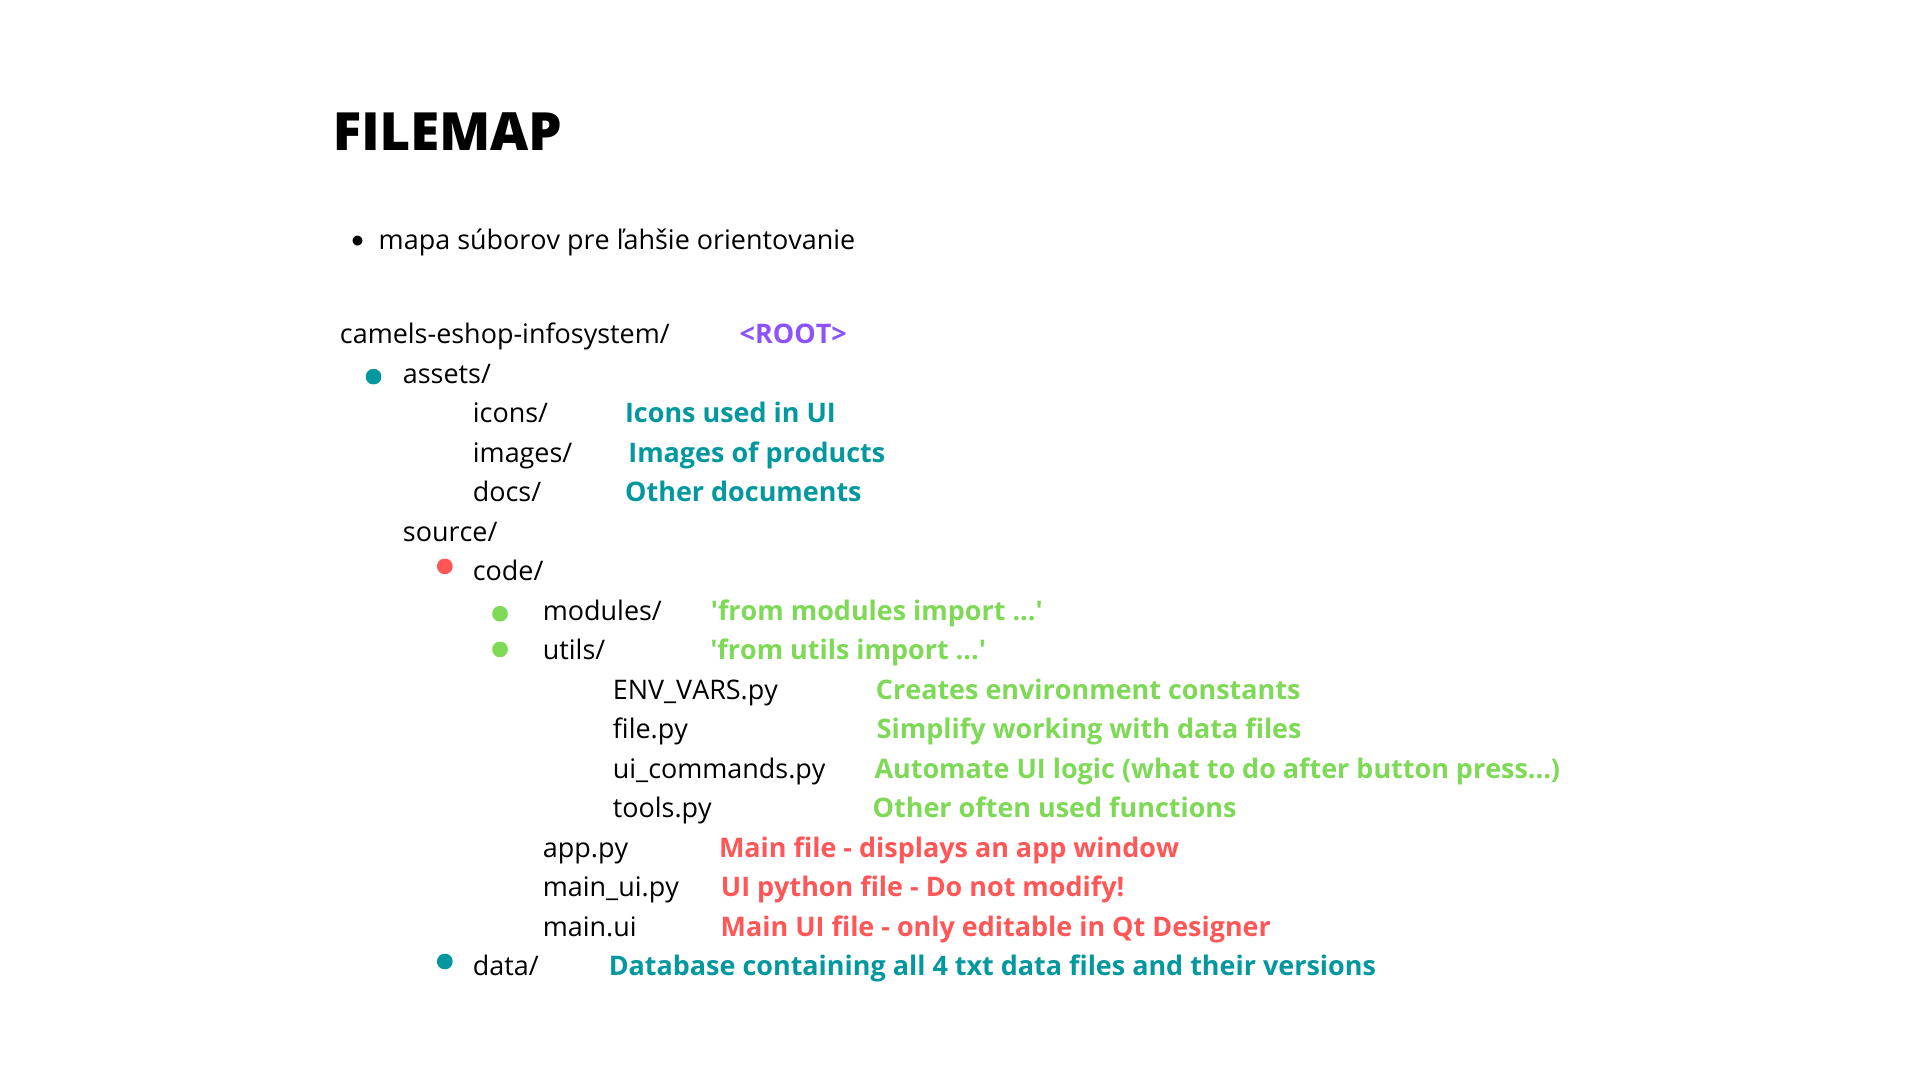 FILEMAP
• mapa súborov pre ľahšie orientovanie
camels-eshop-infosystem/ <ROOT>
assets/
icons/ Icons used in UI
images/ Images of products
docs/ Other documents
source/
code/
modules/ 'from modules import ...'
utils/ 'from utils import ...'
ENV_VARS.py Creates environment constants
file.py Simplify working with data files
ui_commands.py Automate UI logic (what to do after button press...)
tools.py Other often used functions
app.py Main file - displays an app window
main_ui.py UI python file - Do not modify!
main.ui Main UI file - only editable in Qt Designer
data/ Database containing all 4 txt data files and their versions